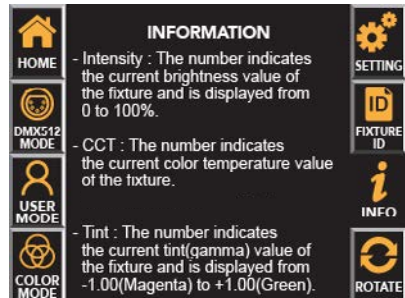 HOME
DMX512
MODE
USER
MODE
COLOR
MODE
INFORMATION
- Intensity : The number indicates
the current brightness value of
the fixture and is displayed from
0 to 100%.
- CCT : The number indicates
the current color temperature value
of the fixture.
- Tint : The number indicates
the current tint(gamma) value of
the fixture and is displayed from
-1.00(Magenta) to +1.00(Green).
SETTING
ID
FIXTURE
ID
i
INFO
ROTATE